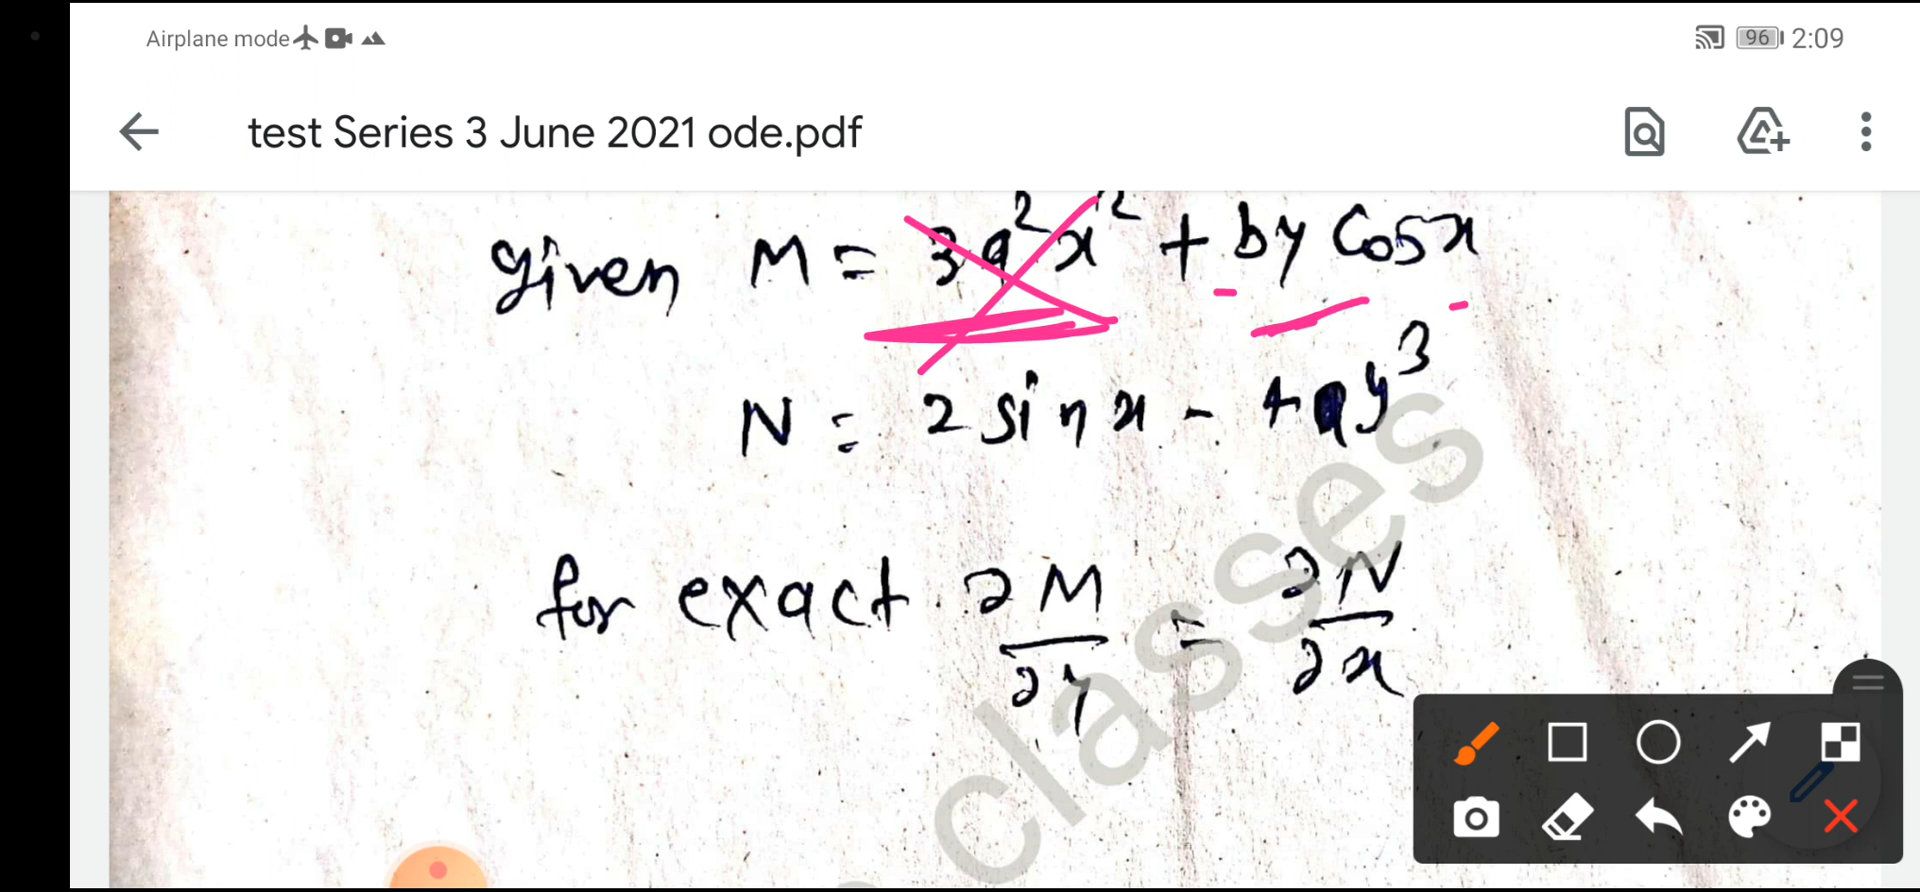 Airplane mode 96 2:09
test Series 3 June 2021 ode.pdf
given M = 3a²x² + by Cosx
N = 2 sin x - 4ay³
for exact ∂M/∂y = ∂N/∂x
classes